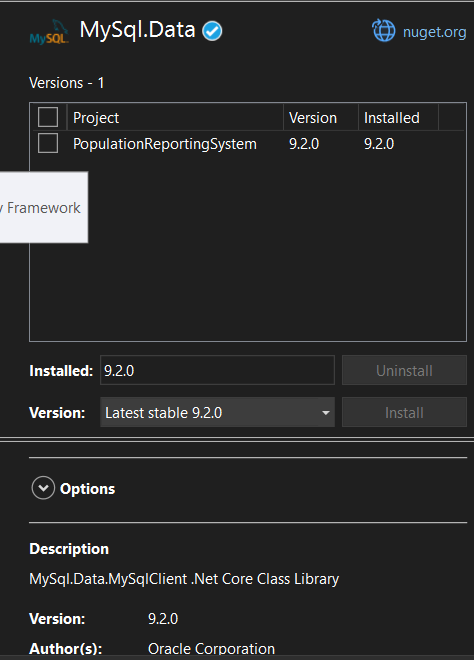 MySQL
MySql.Data
nuget.org
Versions - 1
Project Version Installed
PopulationReportingSystem 9.2.0 9.2.0
Framework
Installed: 9.2.0 Uninstall
Version: Latest stable 9.2.0 Install
Options
Description
MySql.Data.MySqlClient .Net Core Class Library
Version: 9.2.0
Author(s): Oracle Corporation